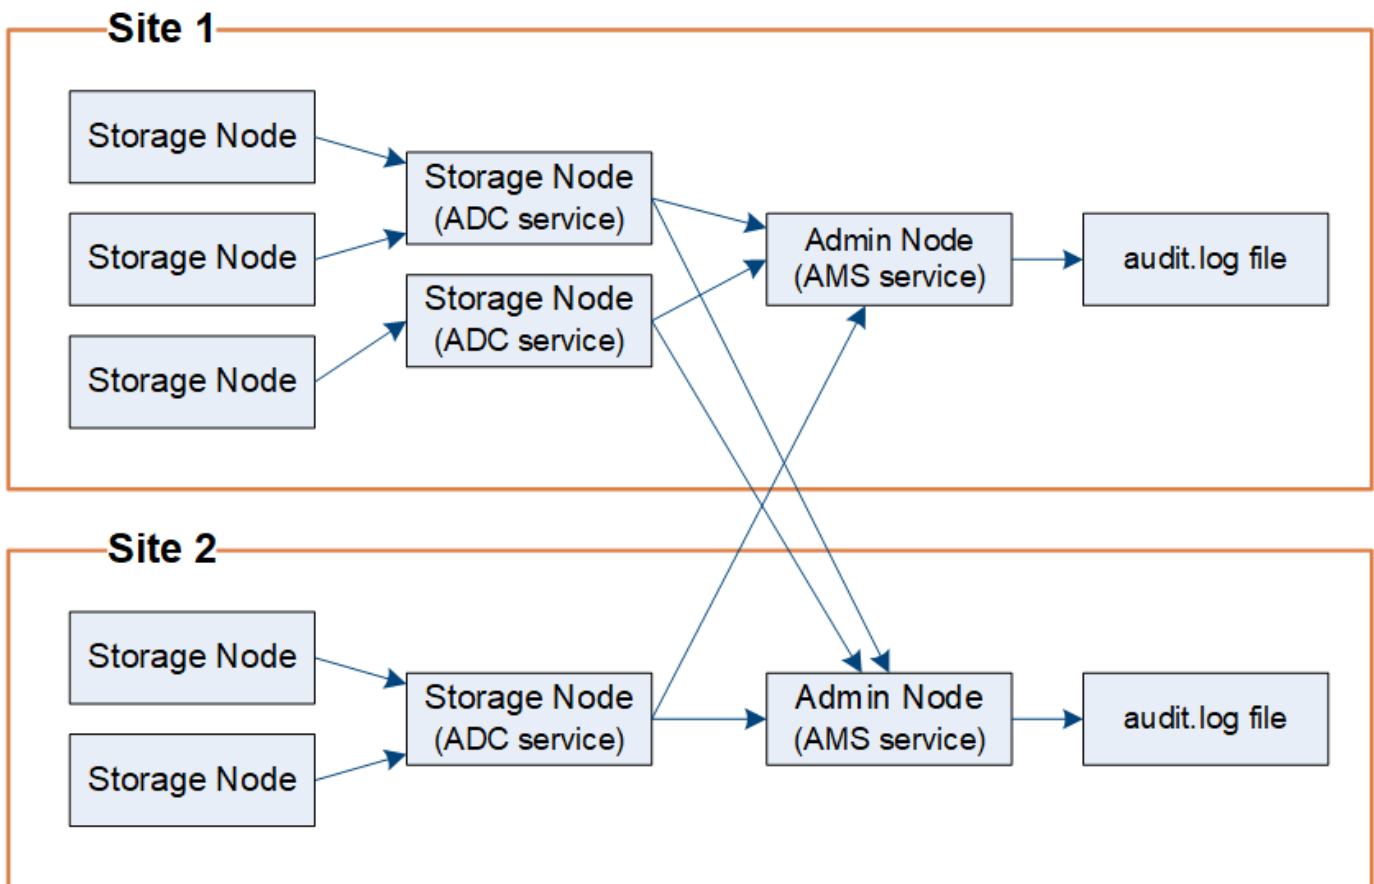 Site 1
Storage Node
Storage Node
Storage Node
Storage Node
(ADC service)
Storage Node
(ADC service)
Admin Node
(AMS service)
audit.log file
Site 2
Storage Node
Storage Node
Storage Node
(ADC service)
Admin Node
(AMS service)
audit.log file